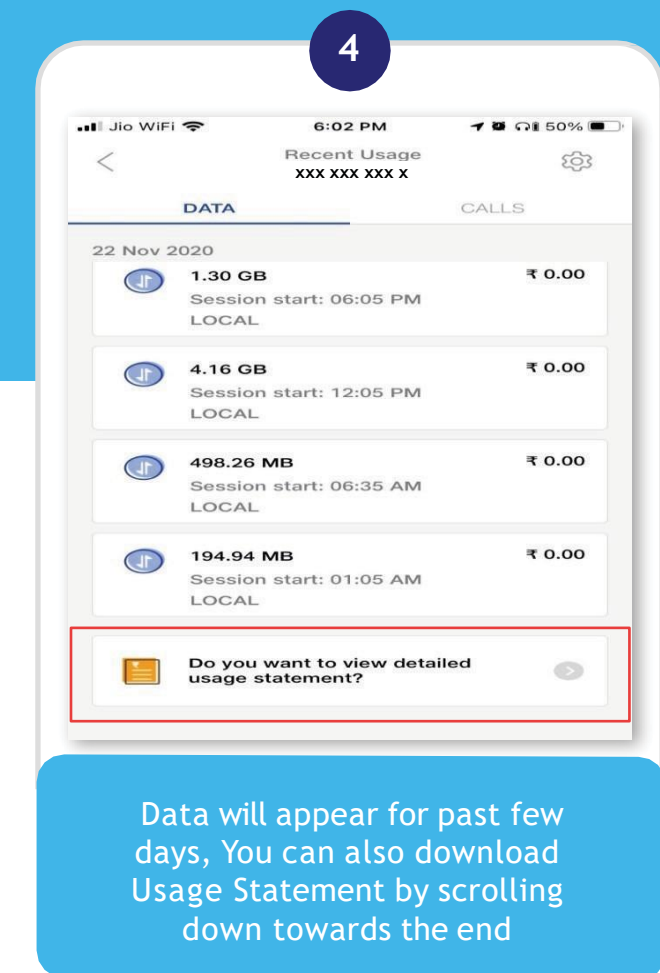 4
Jio WiFi 6:02 PM 50%
Recent Usage
xxx xxx xxx x
DATA CALLS
22 Nov 2020
1.30 GB ₹ 0.00
Session start: 06:05 PM
LOCAL
4.16 GB ₹ 0.00
Session start: 12:05 PM
LOCAL
498.26 MB ₹ 0.00
Session start: 06:35 AM
LOCAL
194.94 MB ₹ 0.00
Session start: 01:05 AM
LOCAL
Do you want to view detailed
usage statement?
Data will appear for past few
days, You can also download
Usage Statement by scrolling
down towards the end